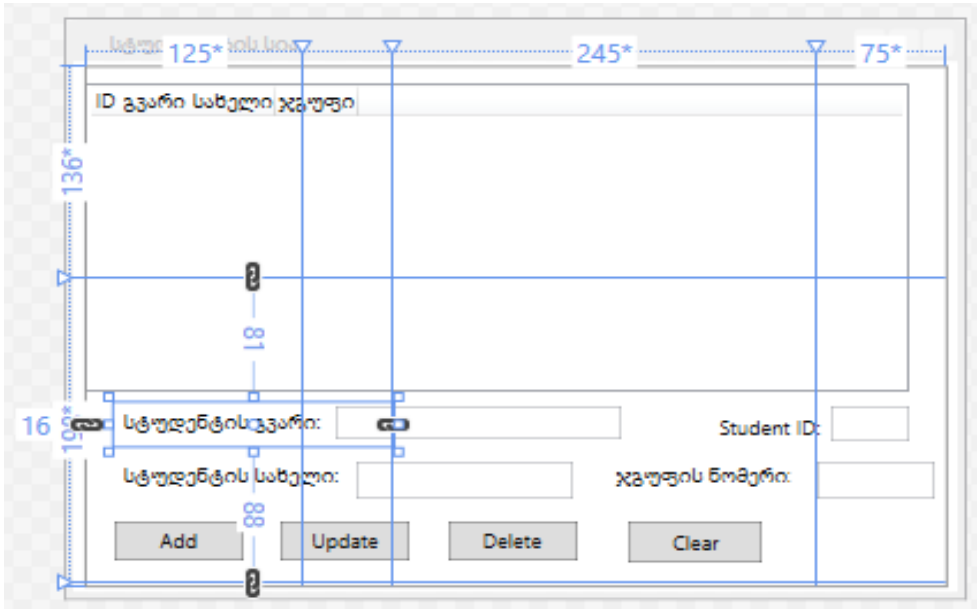 125* 245* 75*
ID გვარი სახელი ჯგუფი
136*
81
16
სტუდენტის გვარი:
Student ID:
სტუდენტის სახელი:
ჯგუფის ნომერი:
88
Add Update Delete Clear